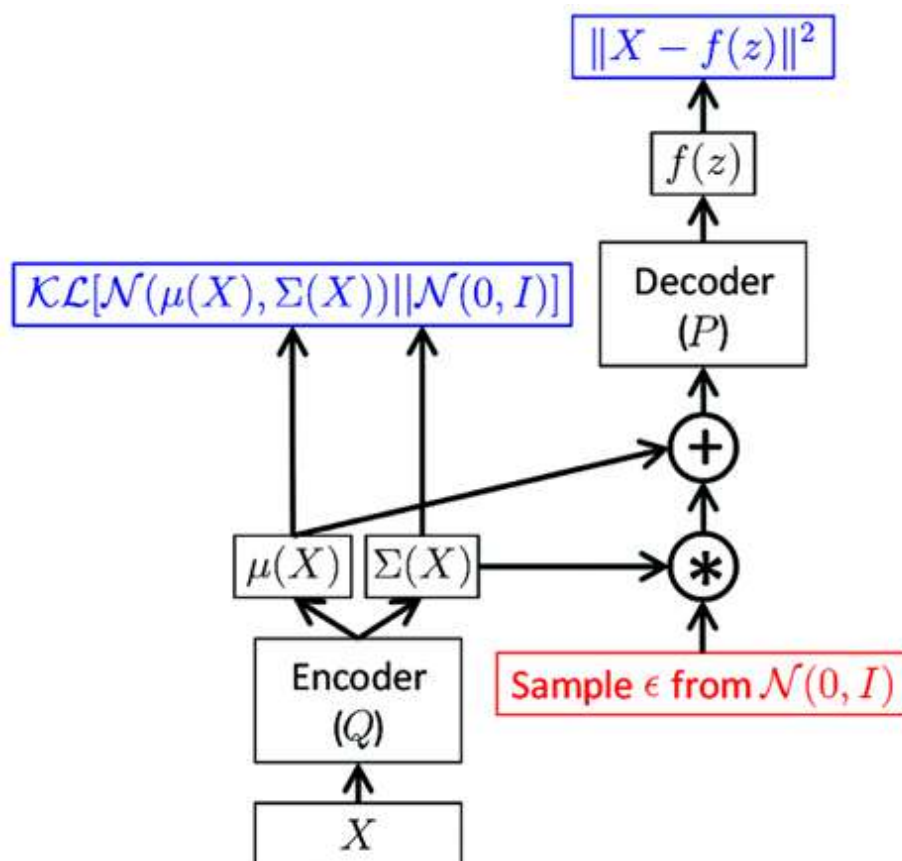 ‖X − f(z)‖²
f(z)
Decoder
(P)
𝒦ℒ[𝒩(μ(X), Σ(X))||𝒩(0, I)]
+
μ(X) Σ(X) *
Encoder
(Q)
Sample ϵ from 𝒩(0, I)
X